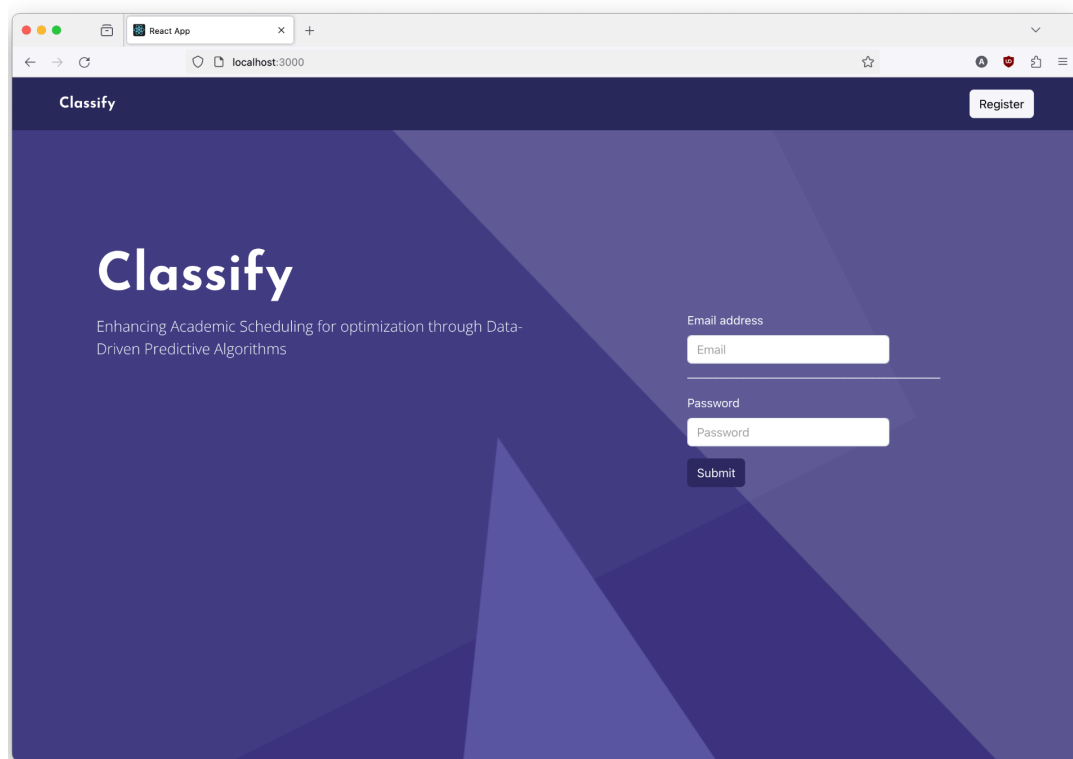 React App
localhost:3000
Classify
Register
Classify
Enhancing Academic Scheduling for optimization through Data-
Driven Predictive Algorithms
Email address
Email
Password
Password
Submit